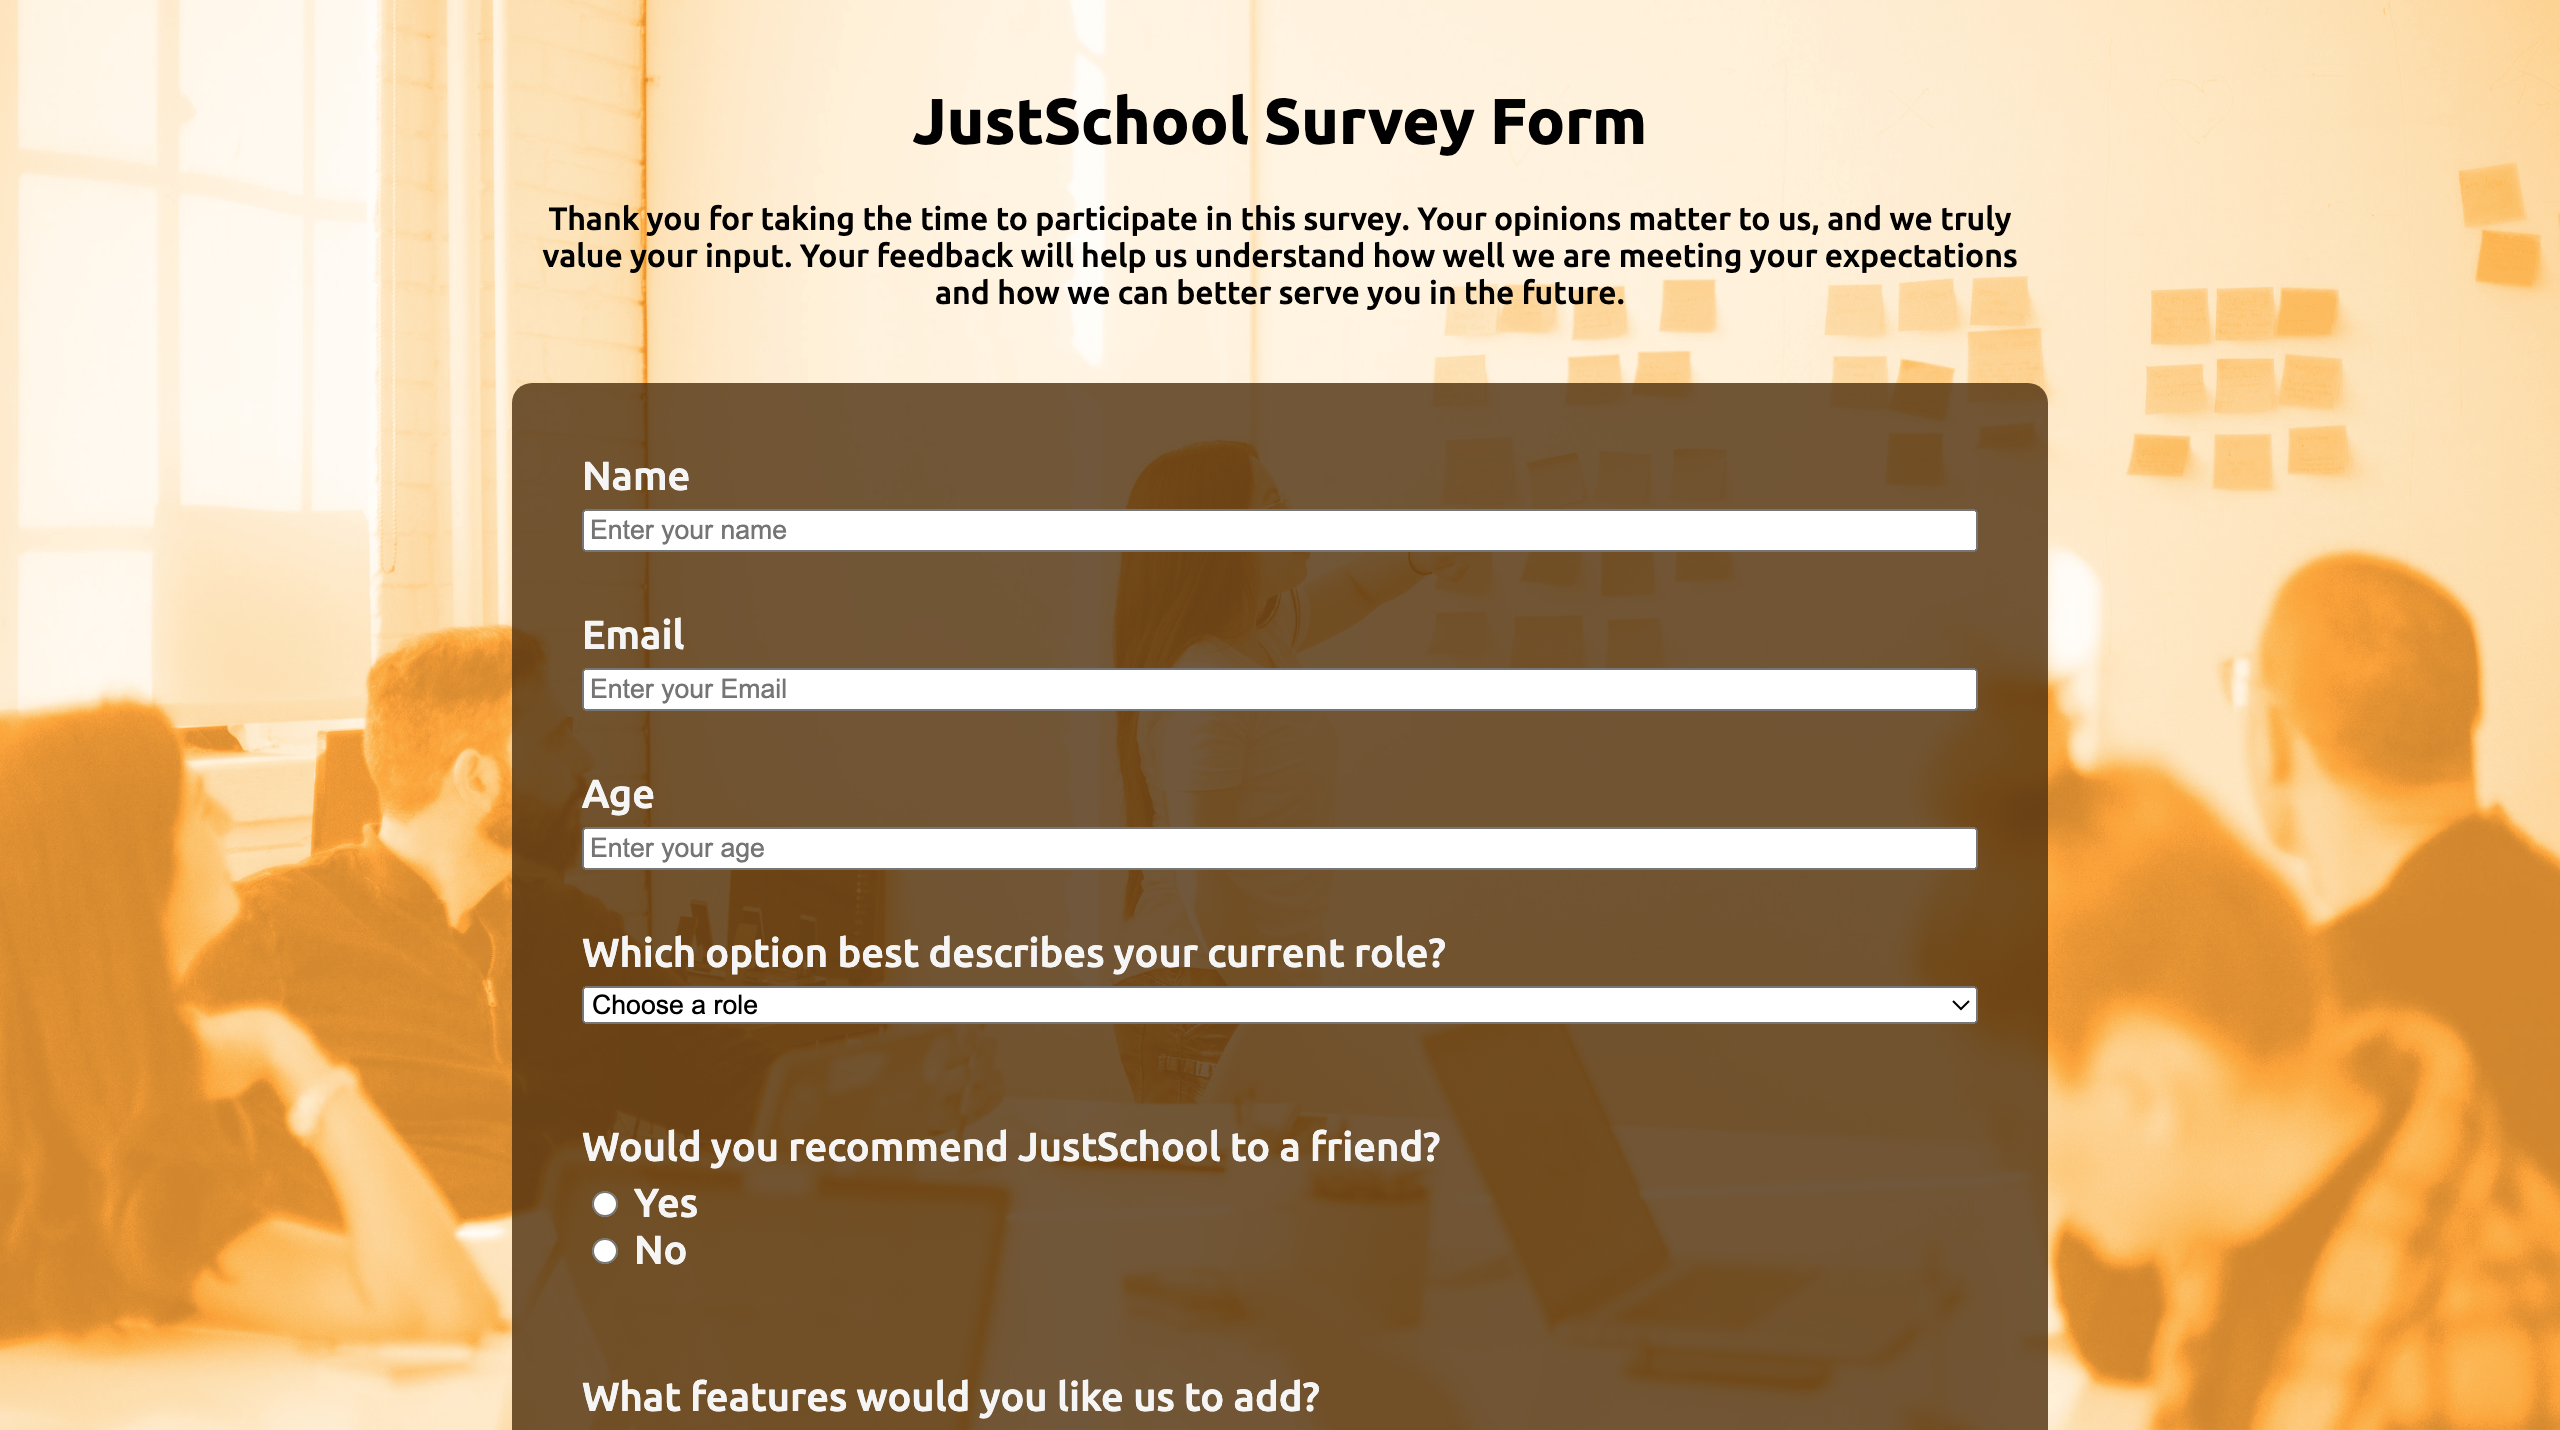 JustSchool Survey Form
Thank you for taking the time to participate in this survey. Your opinions matter to us, and we truly
value your input. Your feedback will help us understand how well we are meeting your expectations
and how we can better serve you in the future.
Name
Enter your name
Email
Enter your Email
Age
Enter your age
Which option best describes your current role?
Choose a role
Would you recommend JustSchool to a friend?
Yes
No
What features would you like us to add?